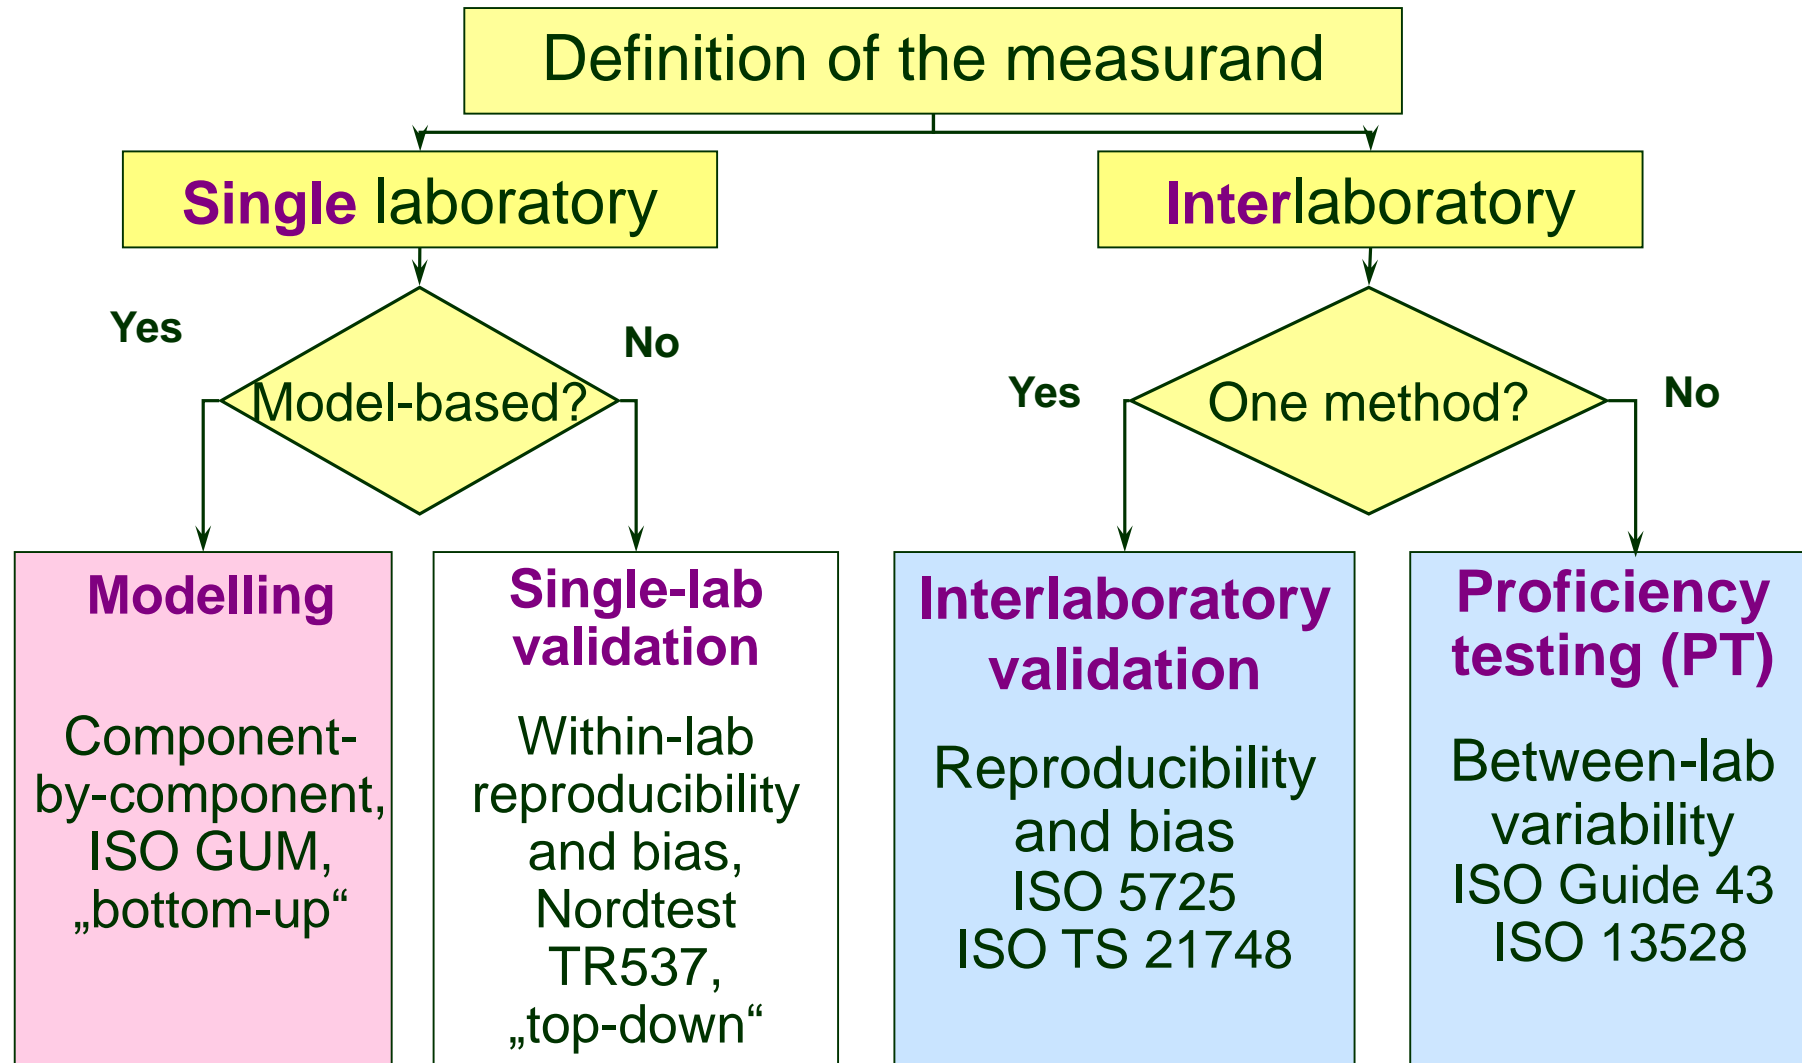 Definition of the measurand
Single laboratory
Interlaboratory
Yes
No
Model-based?
Yes
No
One method?
Modelling
Component-
by-component,
ISO GUM,
„bottom-up“
Single-lab
validation
Within-lab
reproducibility
and bias,
Nordtest
TR537,
„top-down“
Interlaboratory
validation
Reproducibility
and bias
ISO 5725
ISO TS 21748
Proficiency
testing (PT)
Between-lab
variability
ISO Guide 43
ISO 13528